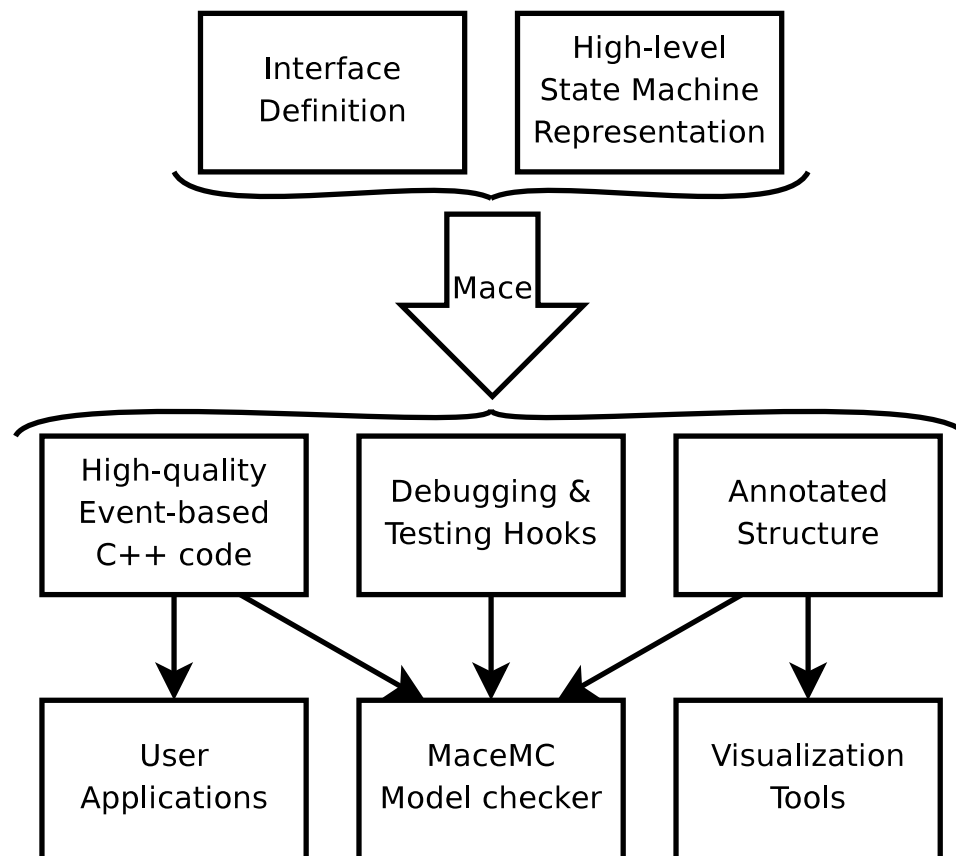 Interface
Definition
High-level
State Machine
Representation
Mace
High-quality
Event-based
C++ code
Debugging &
Testing Hooks
Annotated
Structure
User
Applications
MaceMC
Model checker
Visualization
Tools